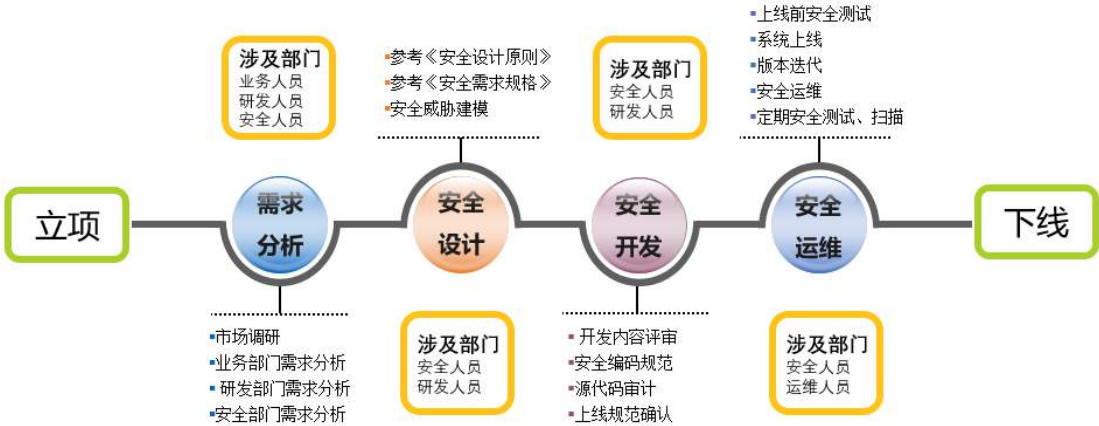 立项
涉及部门
业务人员
研发人员
安全人员
需求
分析
▪市场调研
▪业务部门需求分析
▪研发部门需求分析
▪安全部门需求分析
▪参考《安全设计原则》
▪参考《安全需求规格》
▪安全威胁建模
安全
设计
涉及部门
安全人员
研发人员
涉及部门
安全人员
研发人员
安全
开发
▪开发内容评审
▪安全编码规范
▪源代码审计
▪上线规范确认
▪上线前安全测试
▪系统上线
▪版本迭代
▪安全运维
▪定期安全测试、扫描
安全
运维
涉及部门
安全人员
运维人员
下线